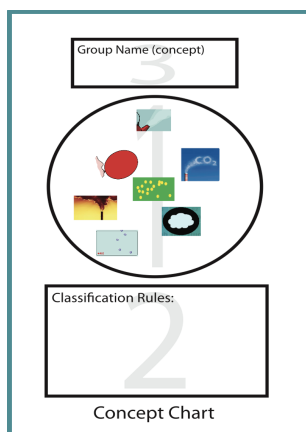 Group Name (concept)
3
CO₂
1
Classification Rules:
2
Concept Chart